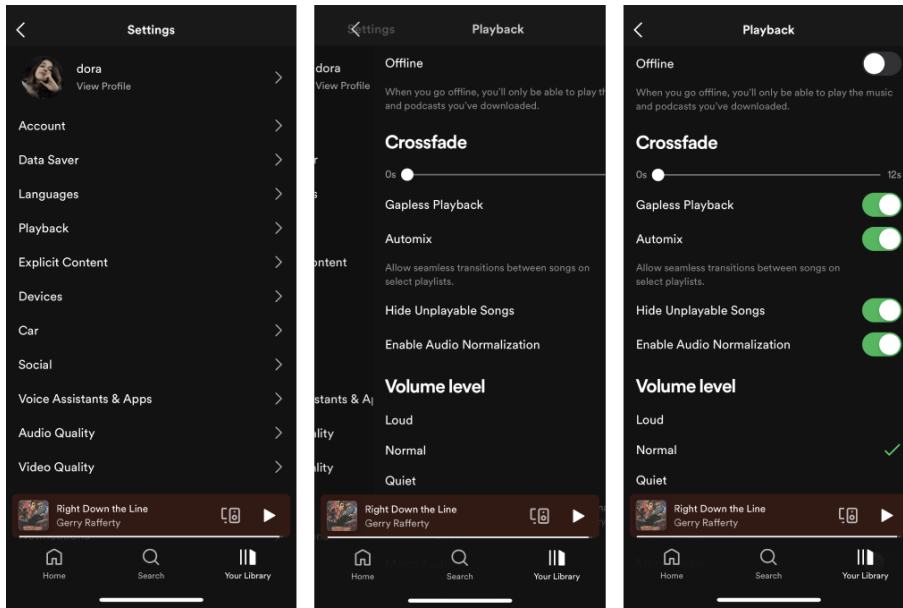 Settings
dora
View Profile
Account
Data Saver
Languages
Playback
Explicit Content
Devices
Car
Social
Voice Assistants & Apps
Audio Quality
Video Quality
Right Down the Line
Gerry Rafferty
Home
Search
Your Library
Settings
Playback
dora
View Profile
Offline
When you go offline, you'll only be able to play th
and podcasts you've downloaded.
Crossfade
0s
Gapless Playback
Automix
ontent
Allow seamless transitions between songs on
select playlists.
Hide Unplayable Songs
Enable Audio Normalization
Volume level
stants & A
Loud
lity
Normal
lity
Quiet
Right Down the Line
Gerry Rafferty
Home
Search
Your Library
Playback
Offline
When you go offline, you'll only be able to play the music
and podcasts you've downloaded.
Crossfade
0s 12s
Gapless Playback
Automix
Allow seamless transitions between songs on
select playlists.
Hide Unplayable Songs
Enable Audio Normalization
Volume level
Loud
Normal
Quiet
Right Down the Line
Gerry Rafferty
Home
Search
Your Library